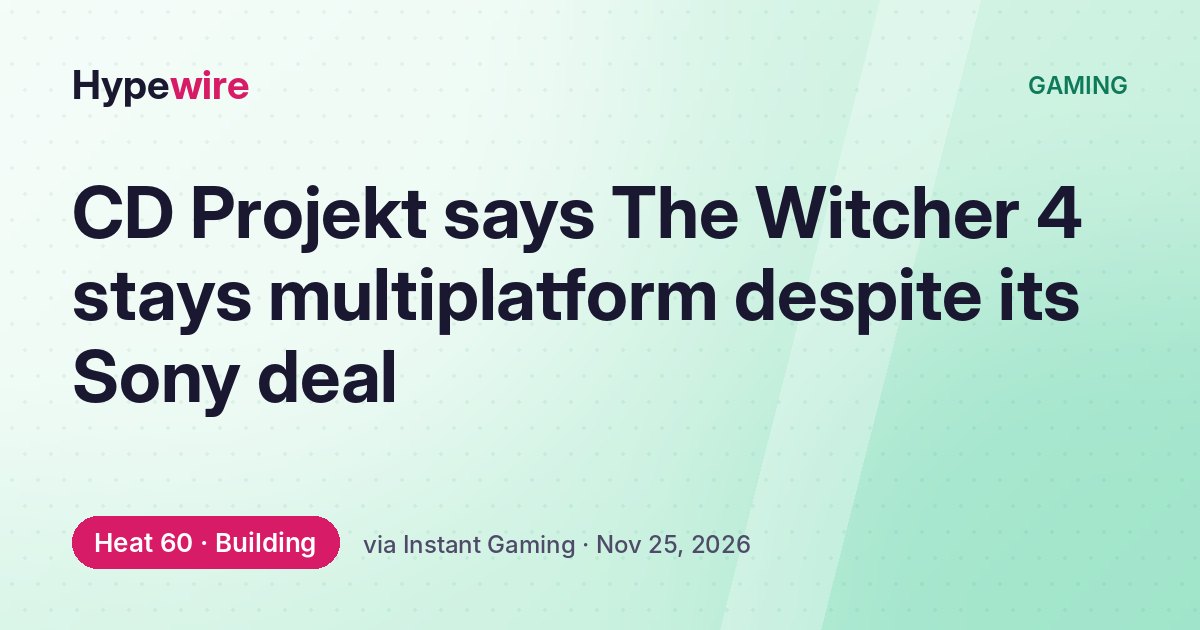 Hypewire
GAMING
CD Projekt says The Witcher 4
stays multiplatform despite its
Sony deal
Heat 60 · Building
via Instant Gaming · Nov 25, 2026